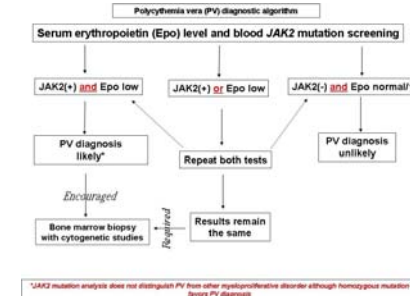 Polycythemia vera (PV) diagnostic algorithm
Serum erythropoietin (Epo) level and blood JAK2 mutation screening
JAK2(+) and Epo low
JAK2(+) or Epo low
JAK2(-) and Epo normal/
PV diagnosis
likely*
Repeat both tests
PV diagnosis
unlikely
Encouraged
Required
Bone marrow biopsy
with cytogenetic studies
Results remain
the same
*JAK2 mutation analysis does not distinguish PV from other myeloproliferative disorder although homozygous mutation
favors PV diagnosis